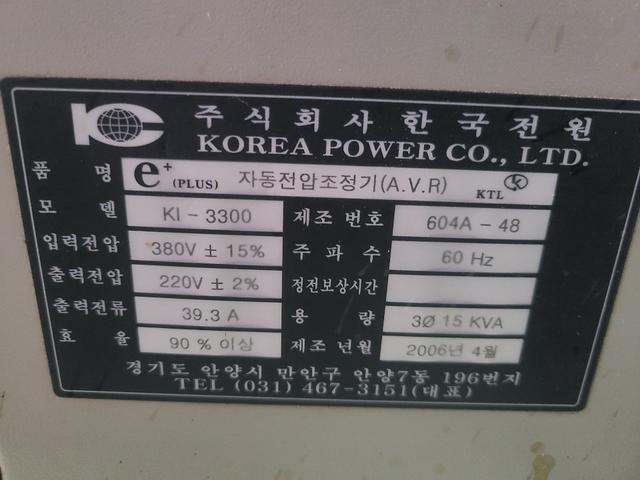 주식회사한국전원
KOREA POWER CO., LTD.
품 명 e+ (PLUS) 자동전압조정기(A.V.R) KTL
모 델 KI - 3300 제조 번호 604A - 48
입력전압 380V ± 15% 주 파 수 60 Hz
출력전압 220V ± 2% 정전보상시간
출력전류 39.3 A 용 량 3Ø 15 KVA
효 율 90 % 이상 제조 년월 2006년 4월
경기도 안양시 만안구 안양7동 196번지
TEL (031) 467-3151(대표)